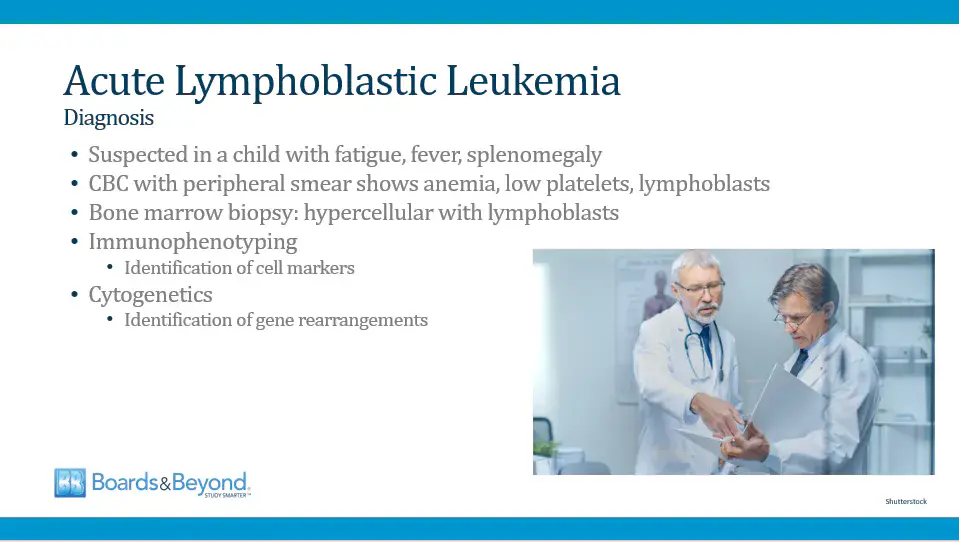 Acute Lymphoblastic Leukemia
Diagnosis
• Suspected in a child with fatigue, fever, splenomegaly
• CBC with peripheral smear shows anemia, low platelets, lymphoblasts
• Bone marrow biopsy: hypercellular with lymphoblasts
• Immunophenotyping
• Identification of cell markers
• Cytogenetics
• Identification of gene rearrangements
BB Boards&Beyond.
STUDY SMARTER™
Shutterstock